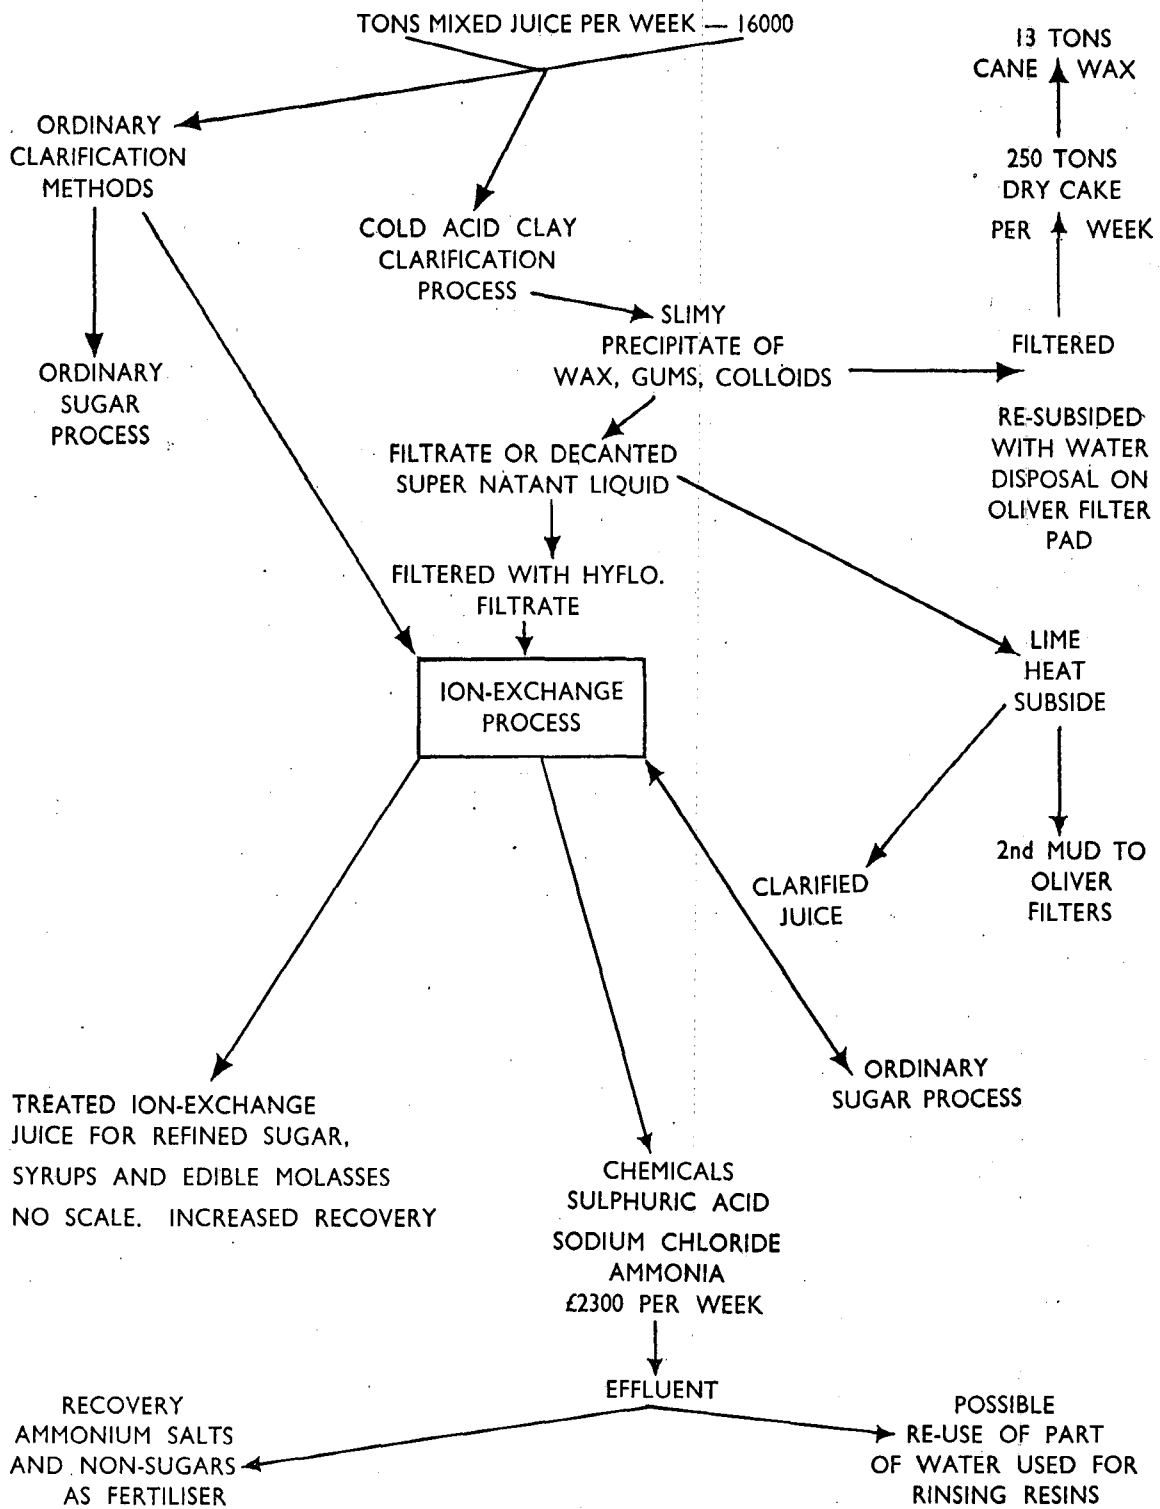 TONS MIXED JUICE PER WEEK — 16000
13 TONS
CANE WAX
ORDINARY
CLARIFICATION
METHODS
250 TONS
DRY CAKE
PER WEEK
COLD ACID CLAY
CLARIFICATION
PROCESS
SLIMY
PRECIPITATE OF
WAX, GUMS, COLLOIDS
FILTERED
ORDINARY
SUGAR
PROCESS
RE-SUBSIDED
WITH WATER
DISPOSAL ON
OLIVER FILTER
PAD
FILTRATE OR DECANTED
SUPER NATANT LIQUID
FILTERED WITH HYFLO.
FILTRATE
LIME
HEAT
SUBSIDE
ION-EXCHANGE
PROCESS
2nd MUD TO
OLIVER
FILTERS
CLARIFIED
JUICE
ORDINARY
SUGAR PROCESS
TREATED ION-EXCHANGE
JUICE FOR REFINED SUGAR,
SYRUPS AND EDIBLE MOLASSES
NO SCALE. INCREASED RECOVERY
CHEMICALS
SULPHURIC ACID
SODIUM CHLORIDE
AMMONIA
£2300 PER WEEK
EFFLUENT
RECOVERY
AMMONIUM SALTS
AND NON-SUGARS
AS FERTILISER
POSSIBLE
RE-USE OF PART
OF WATER USED FOR
RINSING RESINS